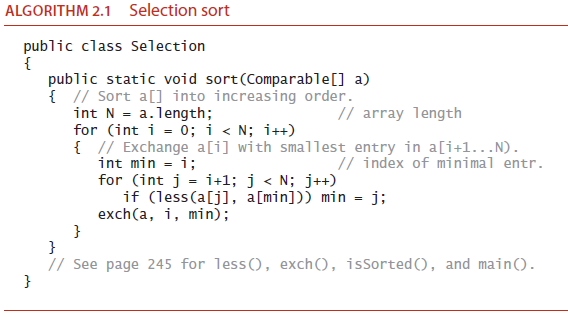 ALGORITHM 2.1 Selection sort
public class Selection
{
public static void sort(Comparable[] a)
{ // Sort a[] into increasing order.
int N = a.length; // array length
for (int i = 0; i < N; i++)
{ // Exchange a[i] with smallest entry in a[i+1...N).
int min = i; // index of minimal entr.
for (int j = i+1; j < N; j++)
if (less(a[j], a[min])) min = j;
exch(a, i, min);
}
}
// See page 245 for less(), exch(), isSorted(), and main().
}